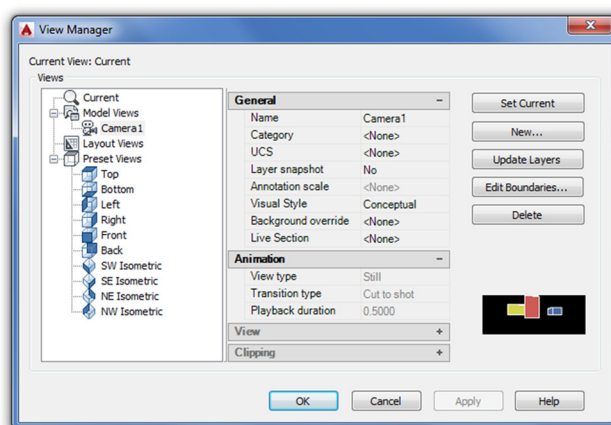 View Manager
Current View: Current
Views
Current
Model Views
Camera1
Layout Views
Preset Views
Top
Bottom
Left
Right
Front
Back
SW Isometric
SE Isometric
NE Isometric
NW Isometric
General −
Name Camera1
Category <None>
UCS <None>
Layer snapshot No
Annotation scale <None>
Visual Style Conceptual
Background override <None>
Live Section <None>
Animation −
View type Still
Transition type Cut to shot
Playback duration 0.5000
View +
Clipping +
Set Current
New...
Update Layers
Edit Boundaries...
Delete
OK Cancel Apply Help